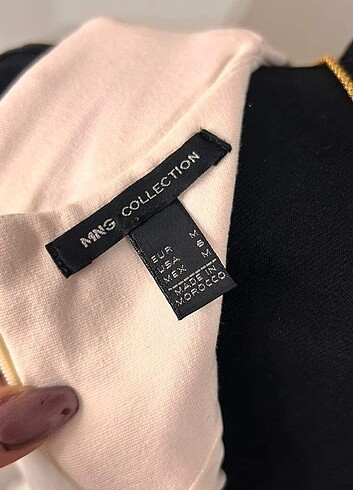 MNG COLLECTION
EUR M
USA S
MEX M
MADE IN
MOROCCO